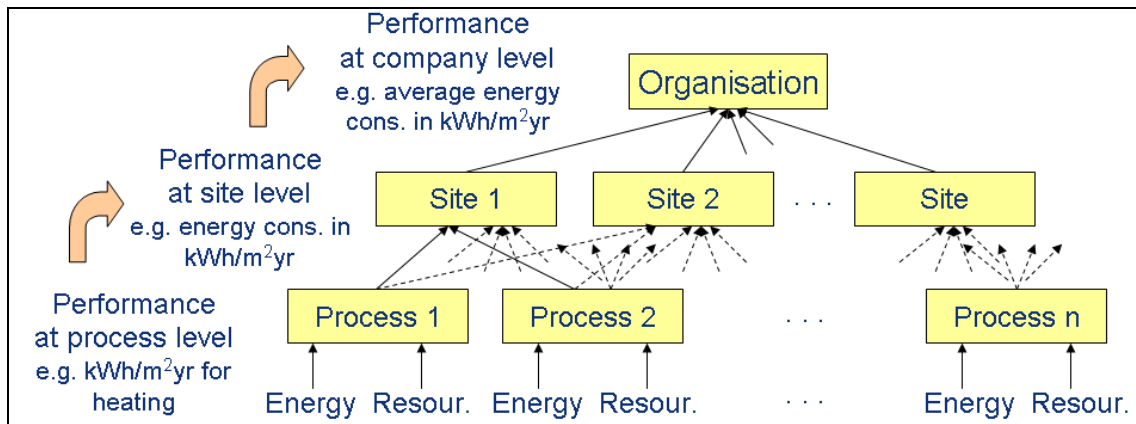 Performance
at company level
e.g. average energy
cons. in kWh/m²yr
Organisation
Performance
at site level
e.g. energy cons. in
kWh/m²yr
Site 1
Site 2
. . .
Site
Performance
at process level
e.g. kWh/m²yr for
heating
Process 1
Process 2
. . .
Process n
Energy Resour. Energy Resour. . . . Energy Resour.